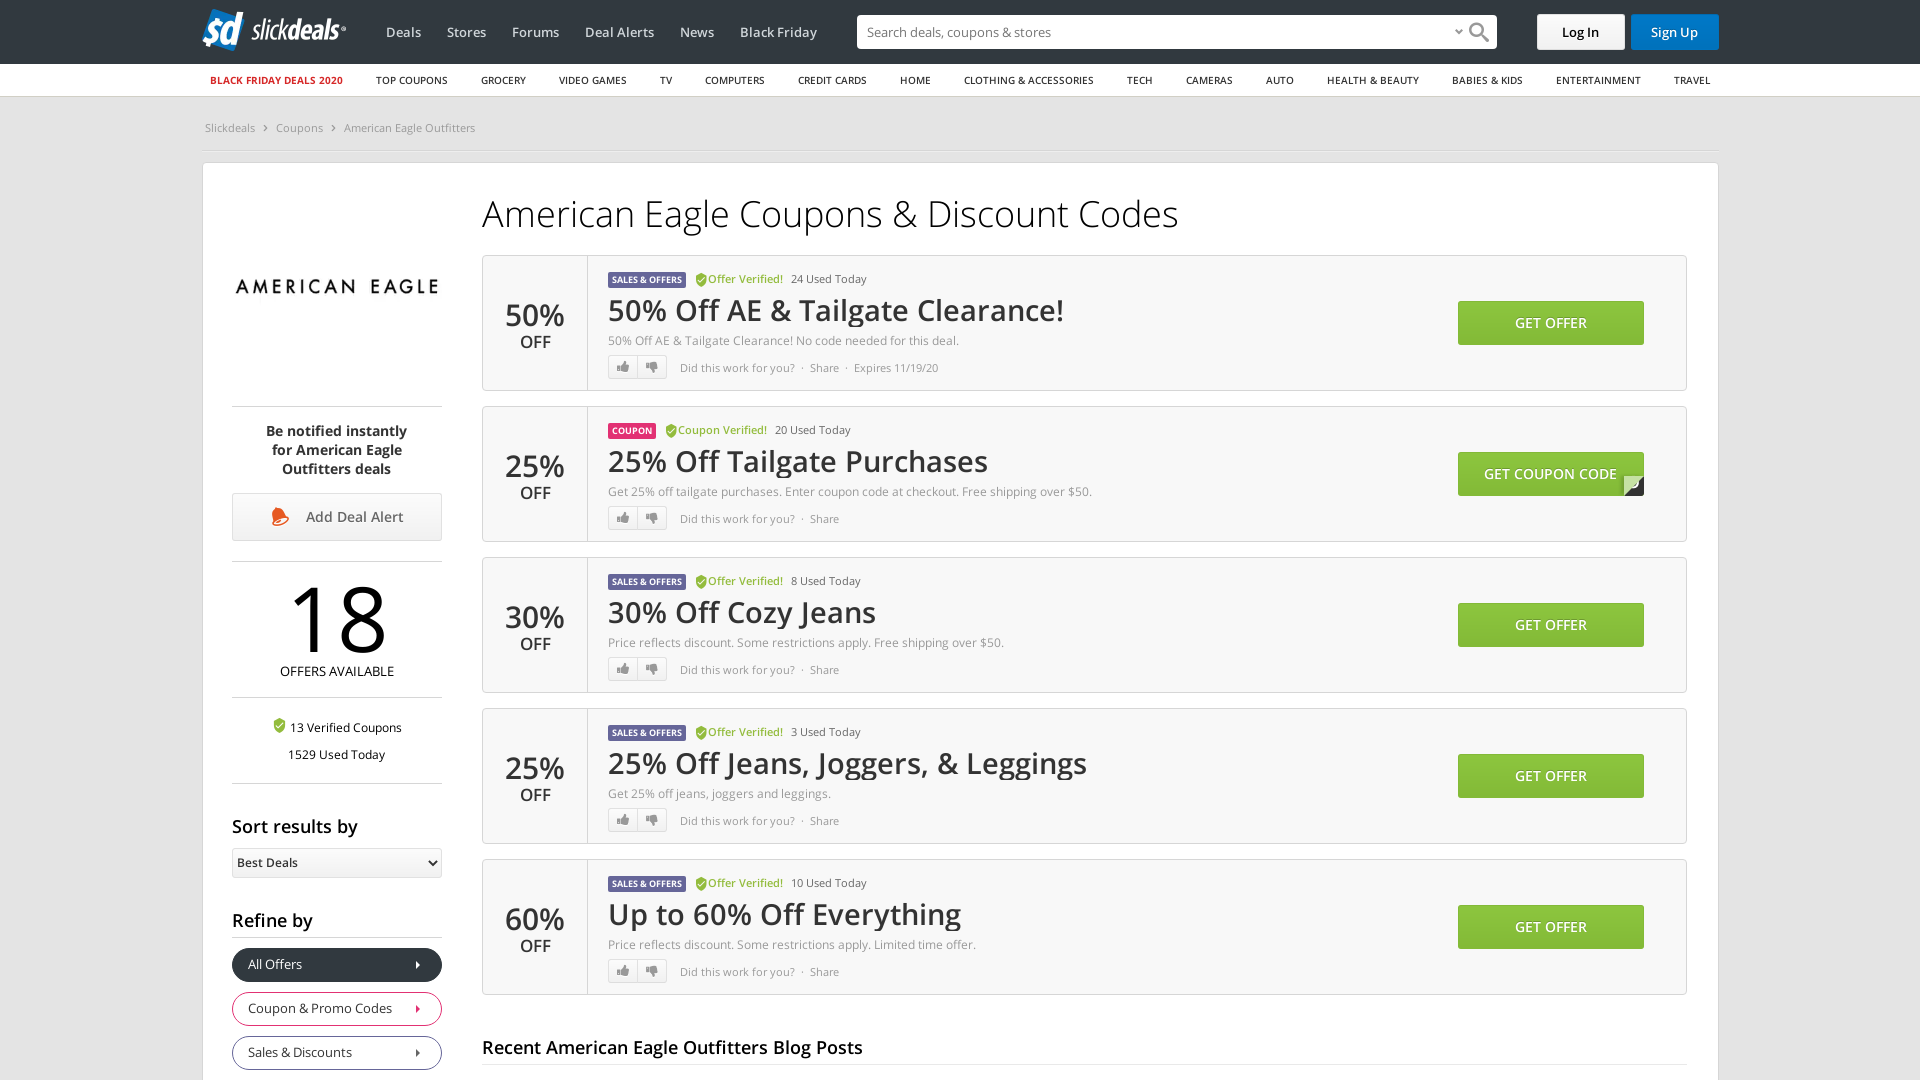 slickdeals
Deals
Stores
Forums
Deal Alerts
News
Black Friday
Search deals, coupons & stores
Log In
Sign Up
BLACK FRIDAY DEALS 2020
TOP COUPONS
GROCERY
VIDEO GAMES
TV
COMPUTERS
CREDIT CARDS
HOME
CLOTHING & ACCESSORIES
TECH
CAMERAS
AUTO
HEALTH & BEAUTY
BABIES & KIDS
ENTERTAINMENT
TRAVEL
Slickdeals > Coupons > American Eagle Outfitters
AMERICAN EAGLE
Be notified instantly
for American Eagle
Outfitters deals
Add Deal Alert
18
OFFERS AVAILABLE
13 Verified Coupons
1529 Used Today
Sort results by
Best Deals
Refine by
All Offers
Coupon & Promo Codes
Sales & Discounts
American Eagle Coupons & Discount Codes
50%
OFF
SALES & OFFERS Offer Verified! 24 Used Today
50% Off AE & Tailgate Clearance!
50% Off AE & Tailgate Clearance! No code needed for this deal.
Did this work for you? · Share · Expires 11/19/20
GET OFFER
25%
OFF
COUPON Coupon Verified! 20 Used Today
25% Off Tailgate Purchases
Get 25% off tailgate purchases. Enter coupon code at checkout. Free shipping over $50.
Did this work for you? · Share
GET COUPON CODE
30%
OFF
SALES & OFFERS Offer Verified! 8 Used Today
30% Off Cozy Jeans
Price reflects discount. Some restrictions apply. Free shipping over $50.
Did this work for you? · Share
GET OFFER
25%
OFF
SALES & OFFERS Offer Verified! 3 Used Today
25% Off Jeans, Joggers, & Leggings
Get 25% off jeans, joggers and leggings.
Did this work for you? · Share
GET OFFER
60%
OFF
SALES & OFFERS Offer Verified! 10 Used Today
Up to 60% Off Everything
Price reflects discount. Some restrictions apply. Limited time offer.
Did this work for you? · Share
GET OFFER
Recent American Eagle Outfitters Blog Posts